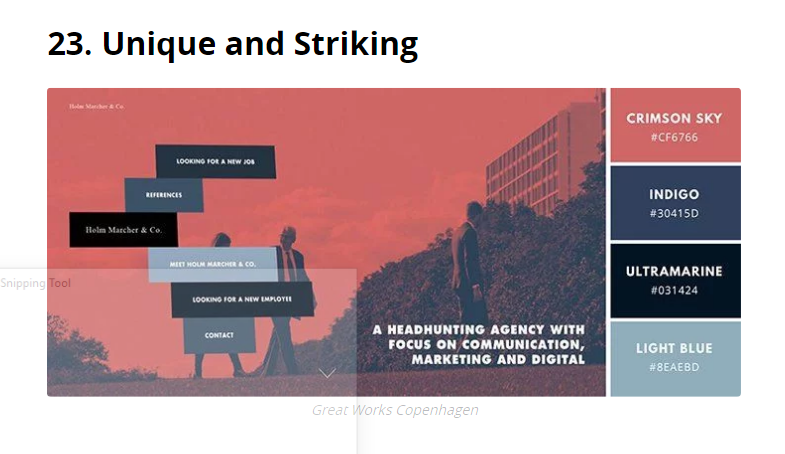 23. Unique and Striking
Holm Marcher & Co.
LOOKING FOR A NEW JOB
REFERENCES
Holm Marcher & Co.
MEET HOLM MARCHER & CO.
LOOKING FOR A NEW EMPLOYEE
CONTACT
A HEADHUNTING AGENCY WITH
FOCUS ON COMMUNICATION,
MARKETING AND DIGITAL
CRIMSON SKY
#CF6766
INDIGO
#30415D
ULTRAMARINE
#031424
LIGHT BLUE
#8EAEBD
Snipping Tool
Great Works Copenhagen